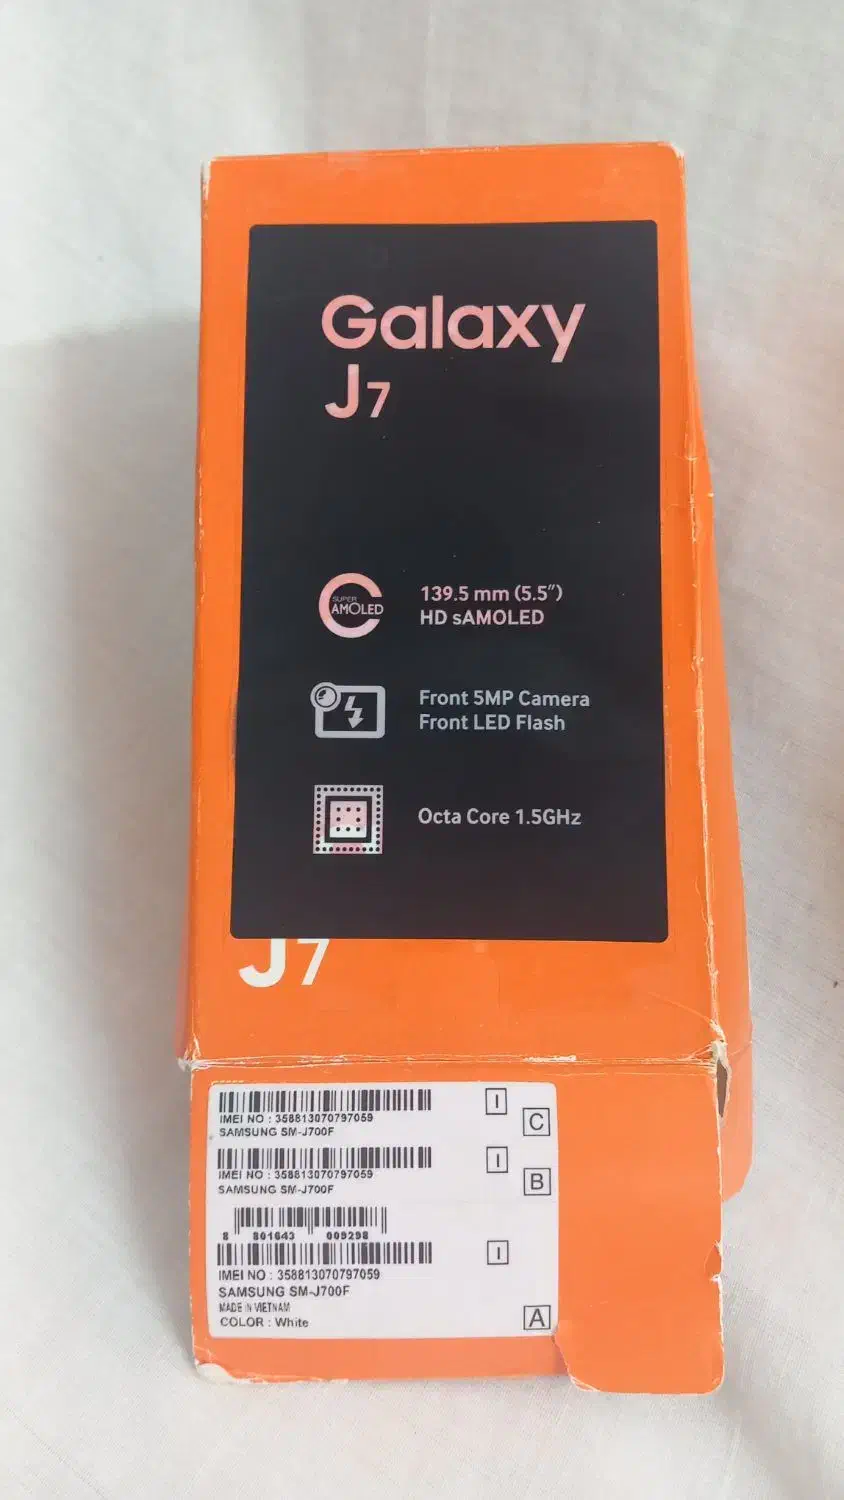 Galaxy
J7
SUPER
AMOLED
139.5 mm (5.5″)
HD sAMOLED
Front 5MP Camera
Front LED Flash
Octa Core 1.5GHz
J7
IMEI NO : 358813070797059
I
SAMSUNG SM-J700F
C
IMEI NO : 358813070797059
I
SAMSUNG SM-J700F
B
8 801643 009298
I
IMEI NO : 358813070797059
SAMSUNG SM-J700F
MADE IN VIETNAM
COLOR : White
A